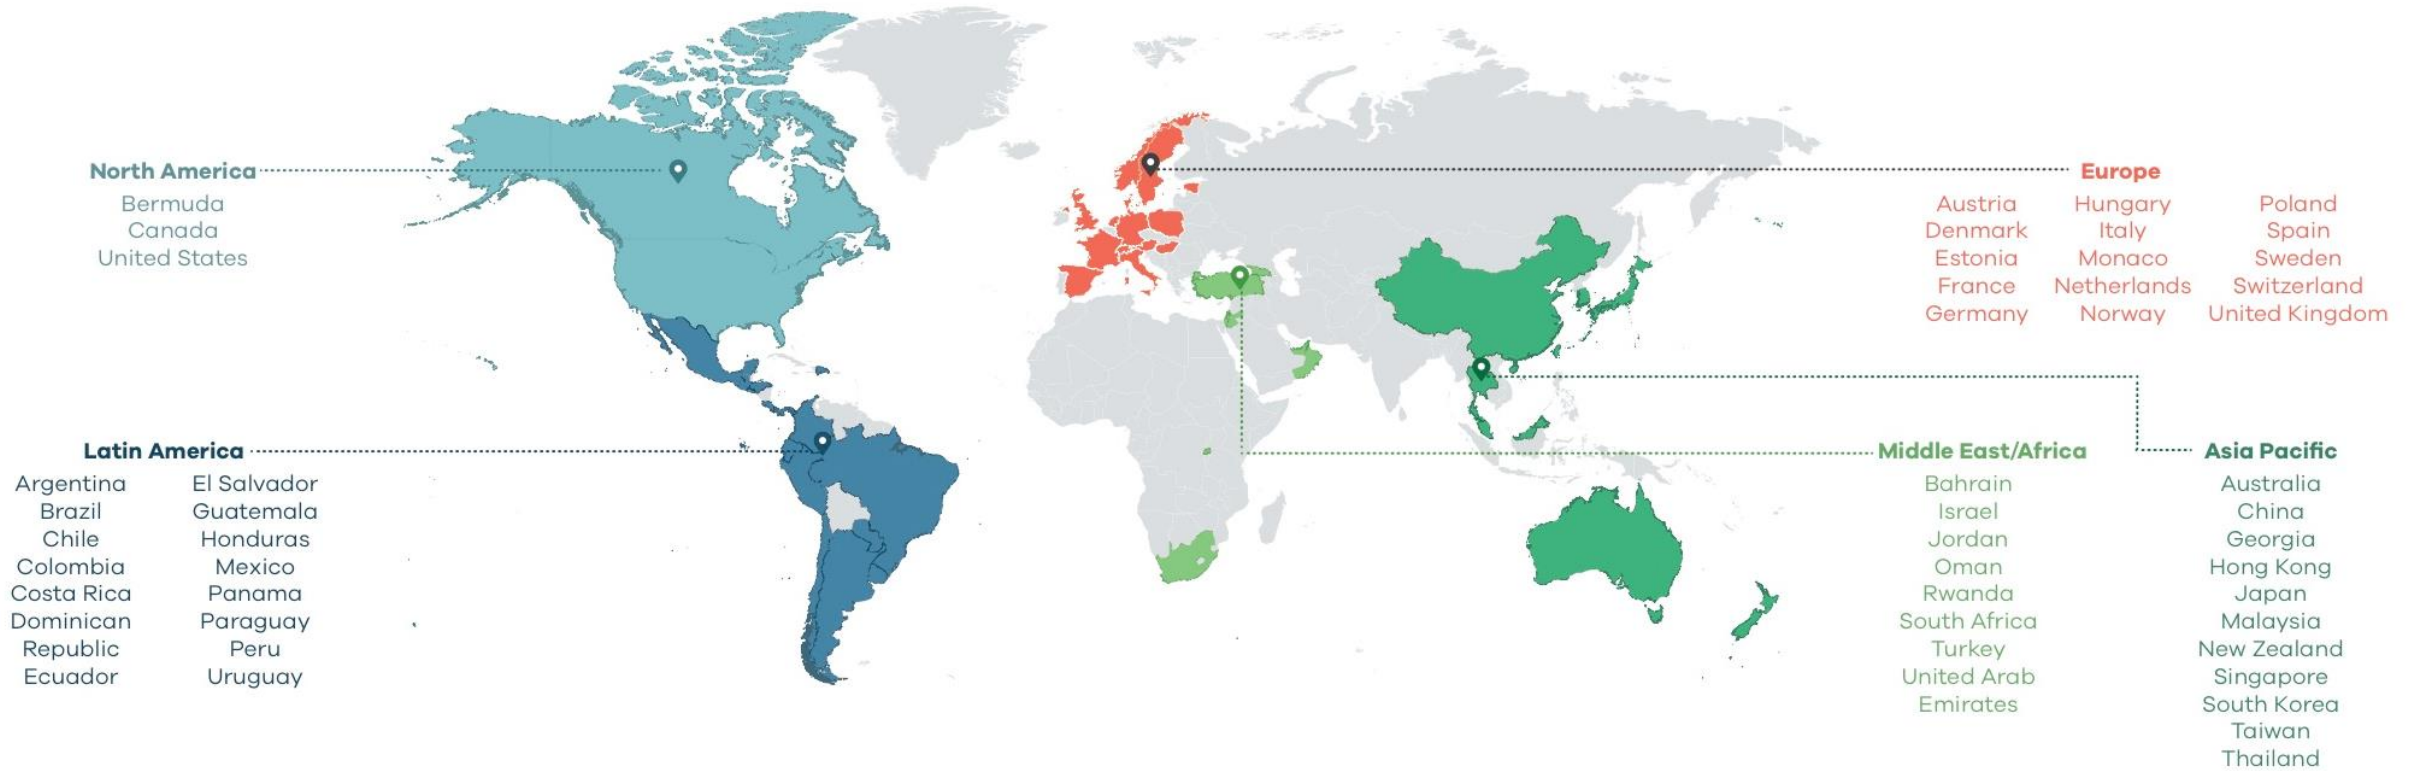 North America
Bermuda
Canada
United States
Latin America
Argentina
Brazil
Chile
Colombia
Costa Rica
Dominican
Republic
Ecuador
El Salvador
Guatemala
Honduras
Mexico
Panama
Paraguay
Peru
Uruguay
Europe
Austria
Denmark
Estonia
France
Germany
Hungary
Italy
Monaco
Netherlands
Norway
Poland
Spain
Sweden
Switzerland
United Kingdom
Middle East/Africa
Bahrain
Israel
Jordan
Oman
Rwanda
South Africa
Turkey
United Arab
Emirates
Asia Pacific
Australia
China
Georgia
Hong Kong
Japan
Malaysia
New Zealand
Singapore
South Korea
Taiwan
Thailand